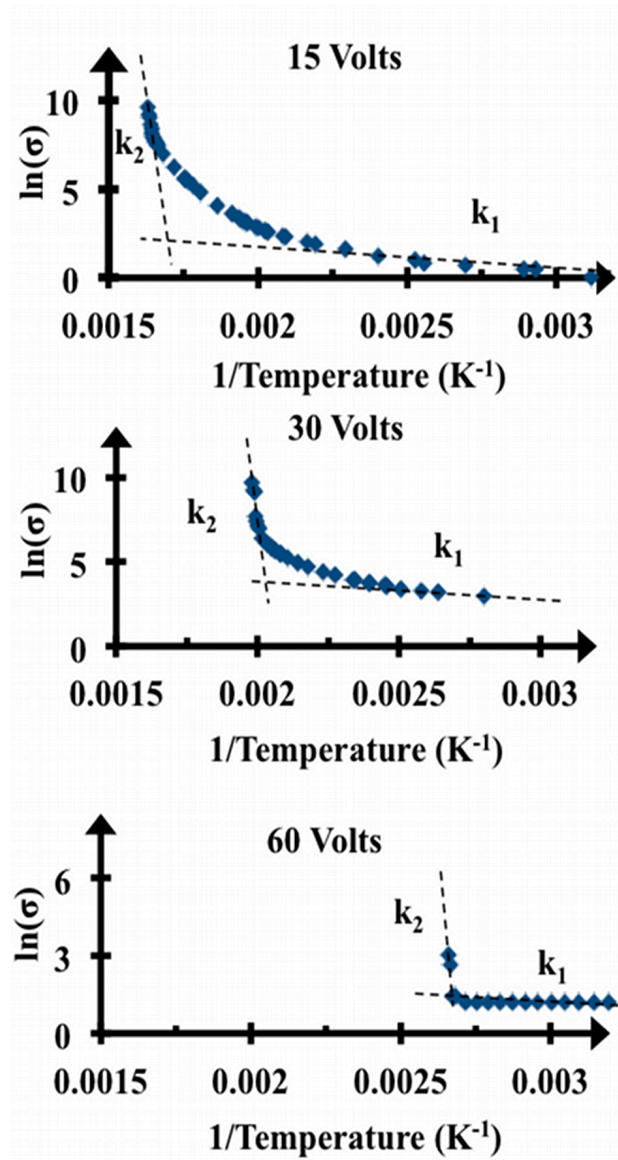 15 Volts
10
k₂
ln(σ)
5
k₁
0
0.0015 0.002 0.0025 0.003
1/Temperature (K⁻¹)
30 Volts
10
k₂
ln(σ)
5
k₁
0
0.0015 0.002 0.0025 0.003
1/Temperature (K⁻¹)
60 Volts
6
k₂
ln(σ)
3
k₁
0
0.0015 0.002 0.0025 0.003
1/Temperature (K⁻¹)